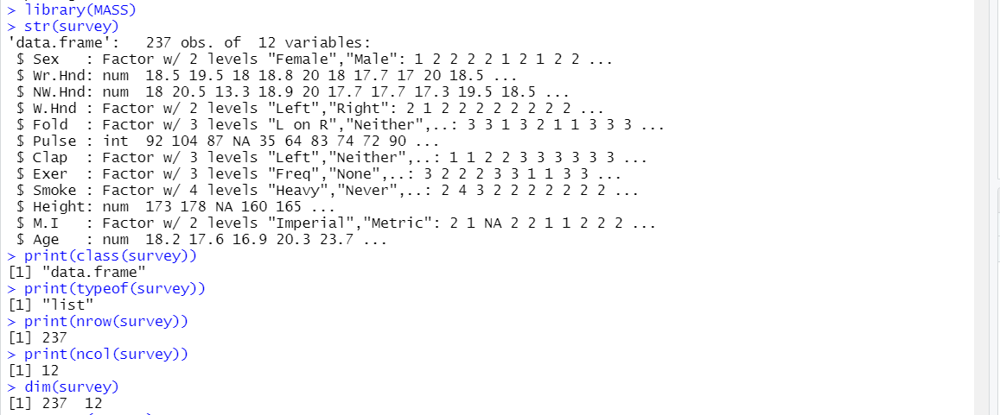 > library(MASS)
> str(survey)
'data.frame':   237 obs. of  12 variables:
 $ Sex   : Factor w/ 2 levels "Female","Male": 1 2 2 2 2 1 2 1 2 2 ...
 $ Wr.Hnd: num  18.5 19.5 18 18.8 20 18 17.7 17 20 18.5 ...
 $ NW.Hnd: num  18 20.5 13.3 18.9 20 17.7 17.7 17.3 19.5 18.5 ...
 $ W.Hnd : Factor w/ 2 levels "Left","Right": 2 1 2 2 2 2 2 2 2 2 ...
 $ Fold  : Factor w/ 3 levels "L on R","Neither",..: 3 3 1 3 2 1 1 3 3 3 ...
 $ Pulse : int  92 104 87 NA 35 64 83 74 72 90 ...
 $ Clap  : Factor w/ 3 levels "Left","Neither",..: 1 1 2 2 3 3 3 3 3 3 ...
 $ Exer  : Factor w/ 3 levels "Freq","None",..: 3 2 2 2 3 3 1 1 3 3 ...
 $ Smoke : Factor w/ 4 levels "Heavy","Never",..: 2 4 3 2 2 2 2 2 2 2 ...
 $ Height: num  173 178 NA 160 165 ...
 $ M.I   : Factor w/ 2 levels "Imperial","Metric": 2 1 NA 2 2 1 1 2 2 2 ...
 $ Age   : num  18.2 17.6 16.9 20.3 23.7 ...
> print(class(survey))
[1] "data.frame"
> print(typeof(survey))
[1] "list"
> print(nrow(survey))
[1] 237
> print(ncol(survey))
[1] 12
> dim(survey)
[1] 237  12